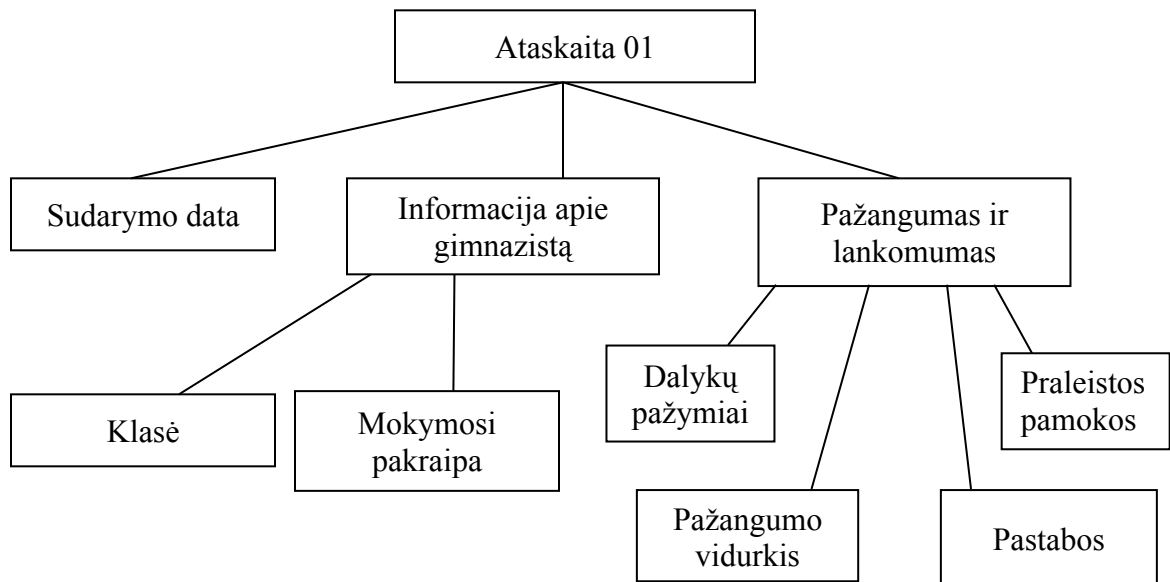 Ataskaita 01
Sudarymo data
Informacija apie
gimnazistą
Pažangumas ir
lankomumas
Klasė
Mokymosi
pakraipa
Dalykų
pažymiai
Praleistos
pamokos
Pažangumo
vidurkis
Pastabos